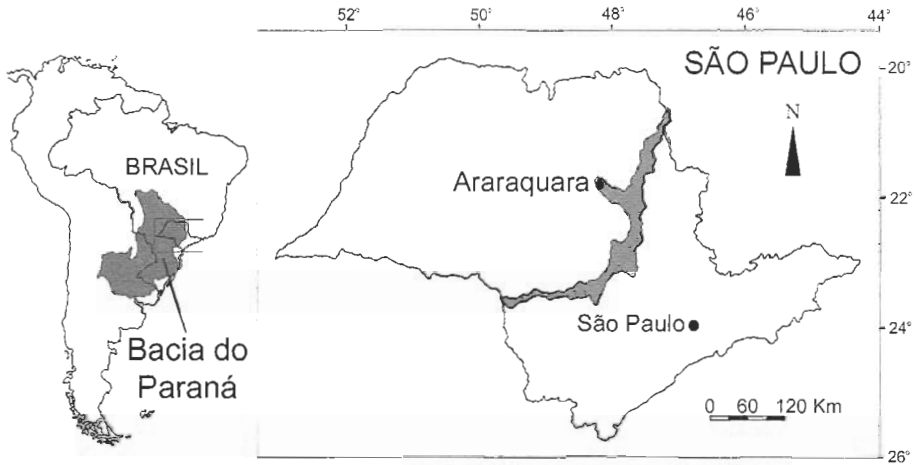 52° 50° 48° 46° 44°
SÃO PAULO
20°
N
BRASIL
Araraquara
22°
São Paulo
24°
Bacia do
Paraná
0 60 120 Km
26°